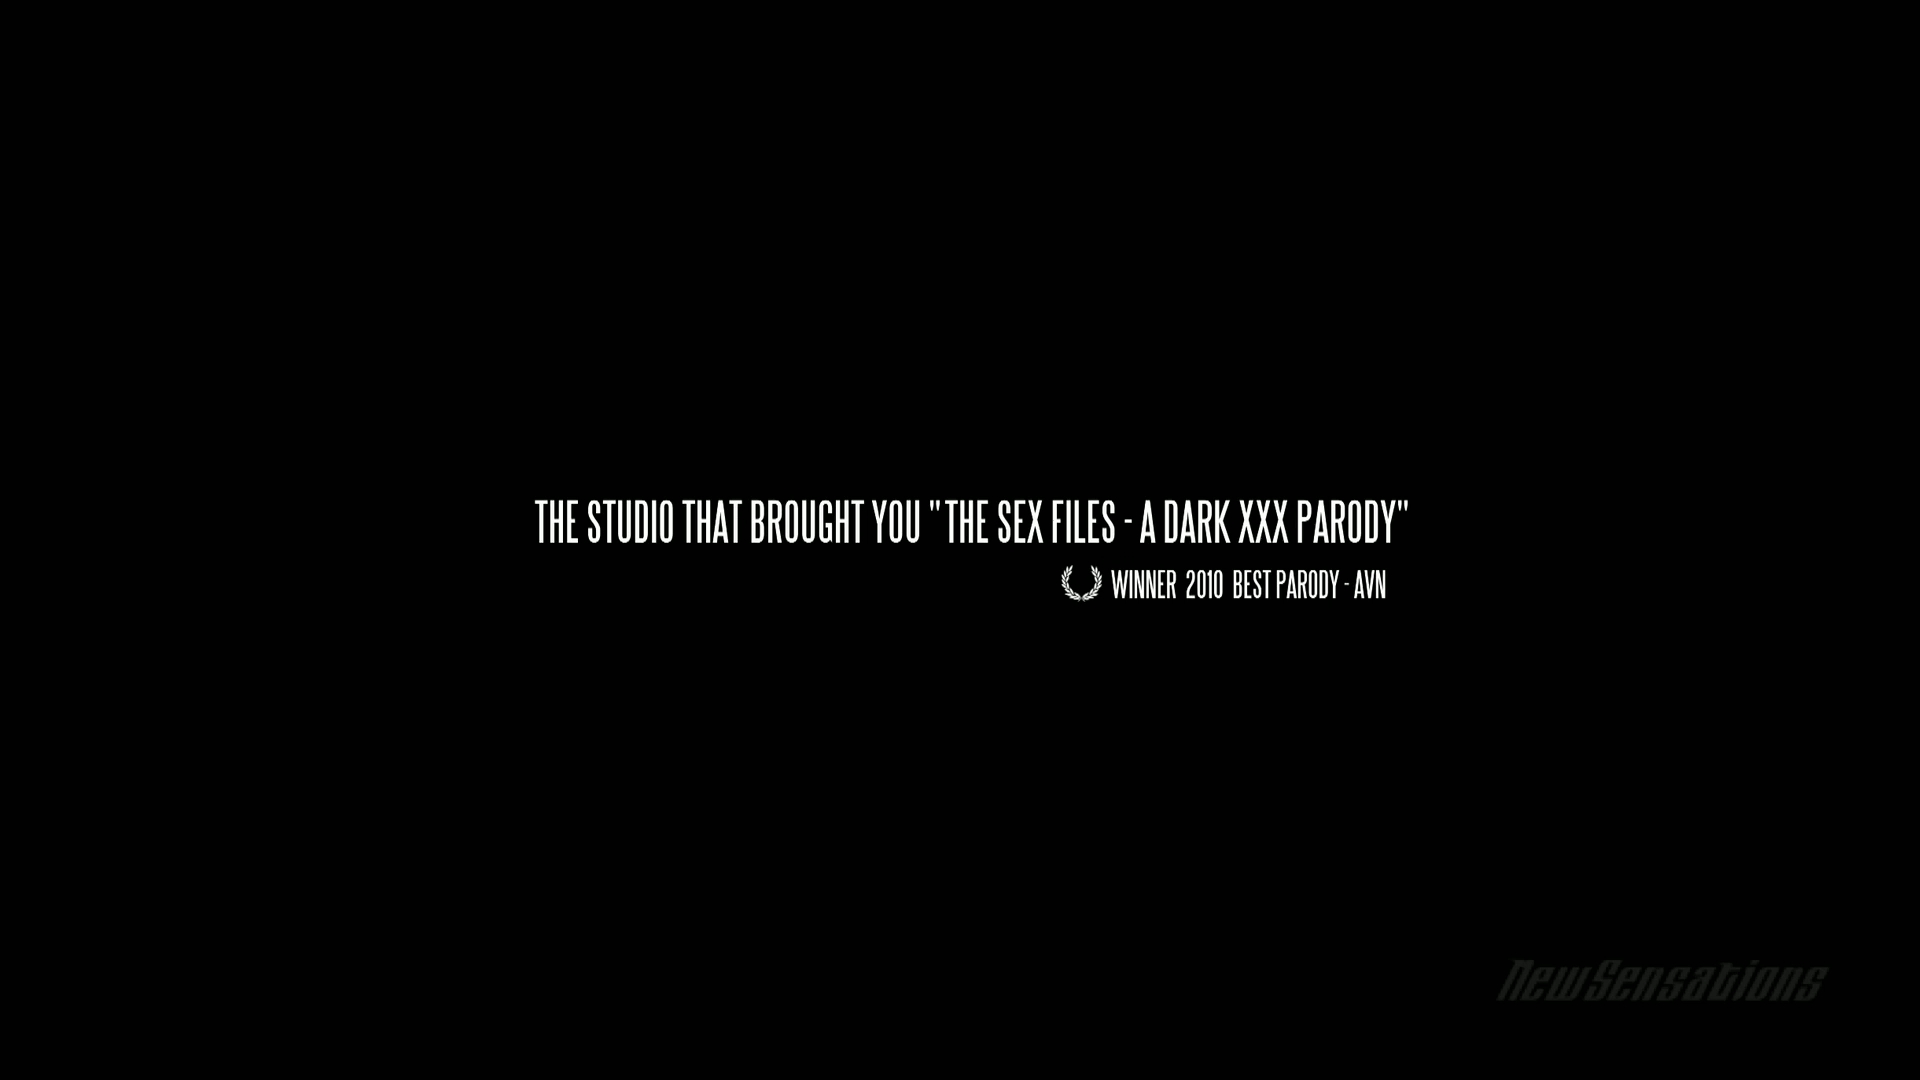 THE STUDIO THAT BROUGHT YOU "THE SEX FILES - A DARK XXX PARODY"
WINNER 2010 BEST PARODY - AVN
NewSensations